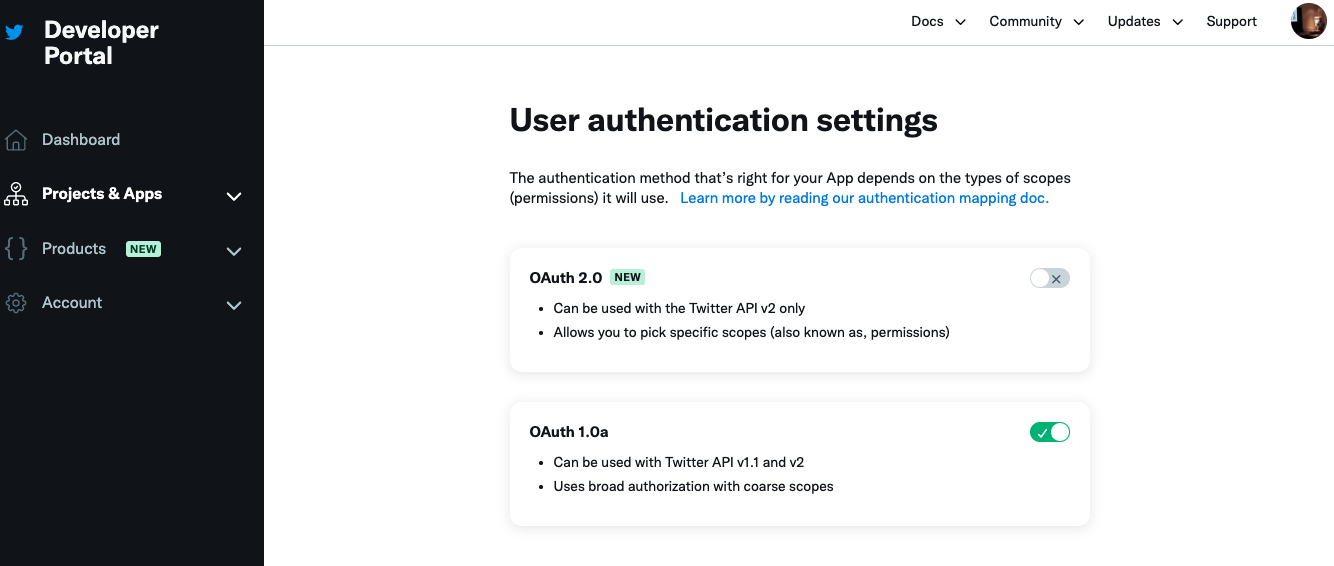 Developer
Portal
Docs
Community
Updates
Support
Dashboard
Projects & Apps
Products NEW
Account
User authentication settings
The authentication method that’s right for your App depends on the types of scopes
(permissions) it will use. Learn more by reading our authentication mapping doc.
OAuth 2.0 NEW
• Can be used with the Twitter API v2 only
• Allows you to pick specific scopes (also known as, permissions)
OAuth 1.0a
• Can be used with Twitter API v1.1 and v2
• Uses broad authorization with coarse scopes